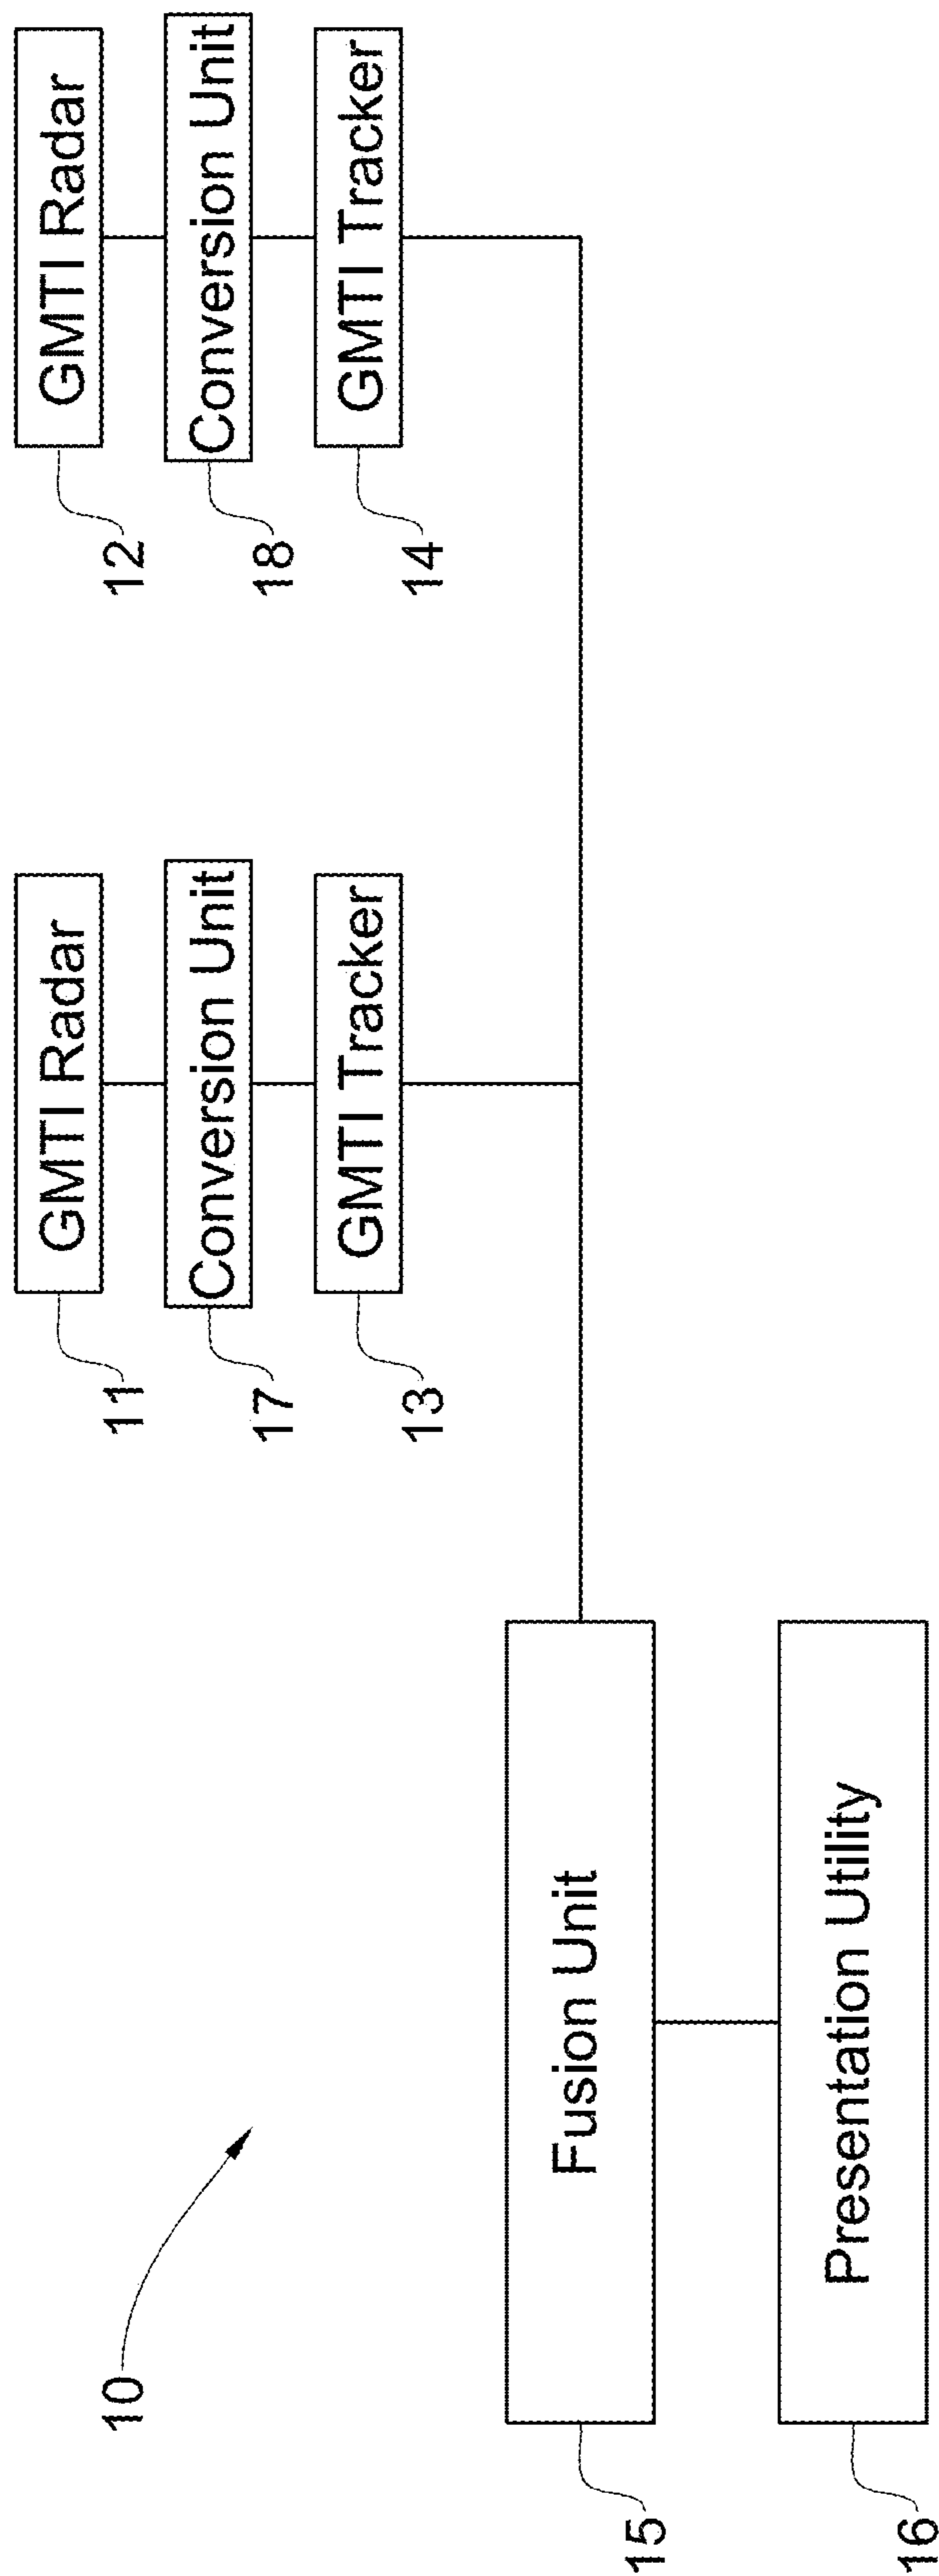 10
11
GMTI Radar
12
GMTI Radar
17
Conversion Unit
18
Conversion Unit
13
GMTI Tracker
14
GMTI Tracker
15
Fusion Unit
16
Presentation Utility